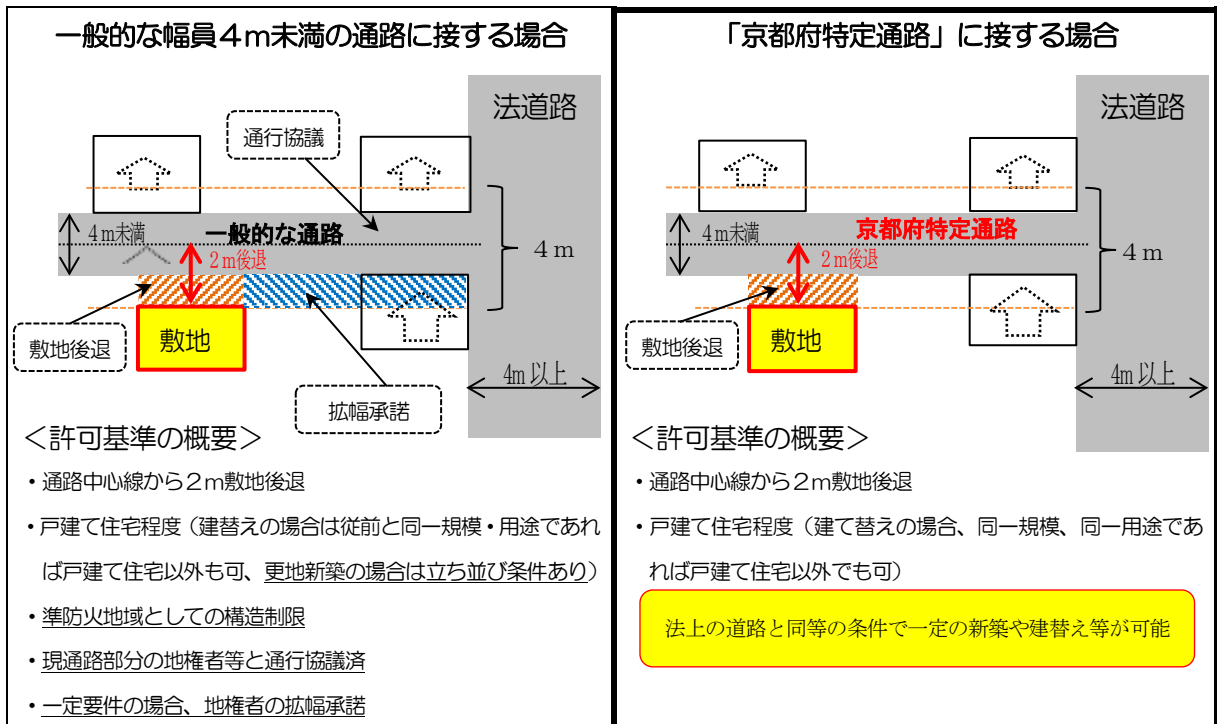 一般的な幅員4m未満の通路に接する場合
法道路
通行協議
4m未満
一般的な通路
2m後退
4m
敷地後退
敷地
拡幅承諾
4m以上
＜許可基準の概要＞
・通路中心線から2m敷地後退
・戸建て住宅程度（建替えの場合は従前と同一規模・用途であれ
ば戸建て住宅以外も可、更地新築の場合は立ち並び条件あり）
・準防火地域としての構造制限
・現通路部分の地権者等と通行協議済
・一定要件の場合、地権者の拡幅承諾
「京都府特定通路」に接する場合
法道路
4m未満
京都府特定通路
2m後退
4m
敷地後退
敷地
4m以上
＜許可基準の概要＞
・通路中心線から2m敷地後退
・戸建て住宅程度（建て替えの場合、同一規模、同一用途であ
れば戸建て住宅以外でも可）
法上の道路と同等の条件で一定の新築や建替え等が可能